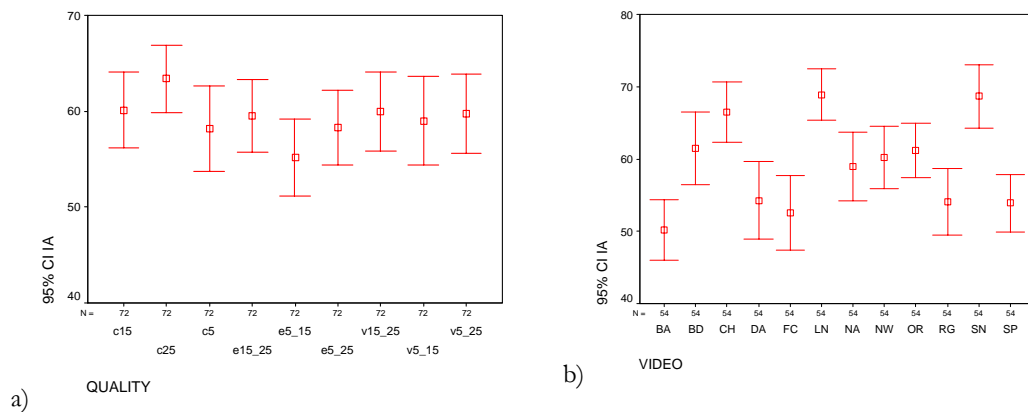 70
60
50
40
95% CI IA
N = 72 72 72 72 72 72 72 72 72
c15 c5 e5_15 v15_25 v5_25
c25 e15_25 e5_25 v5_15
QUALITY
a)
80
70
60
50
40
95% CI IA
N = 54 54 54 54 54 54 54 54 54 54 54 54
BA BD CH DA FC LN NA NW OR RG SN SP
VIDEO
b)